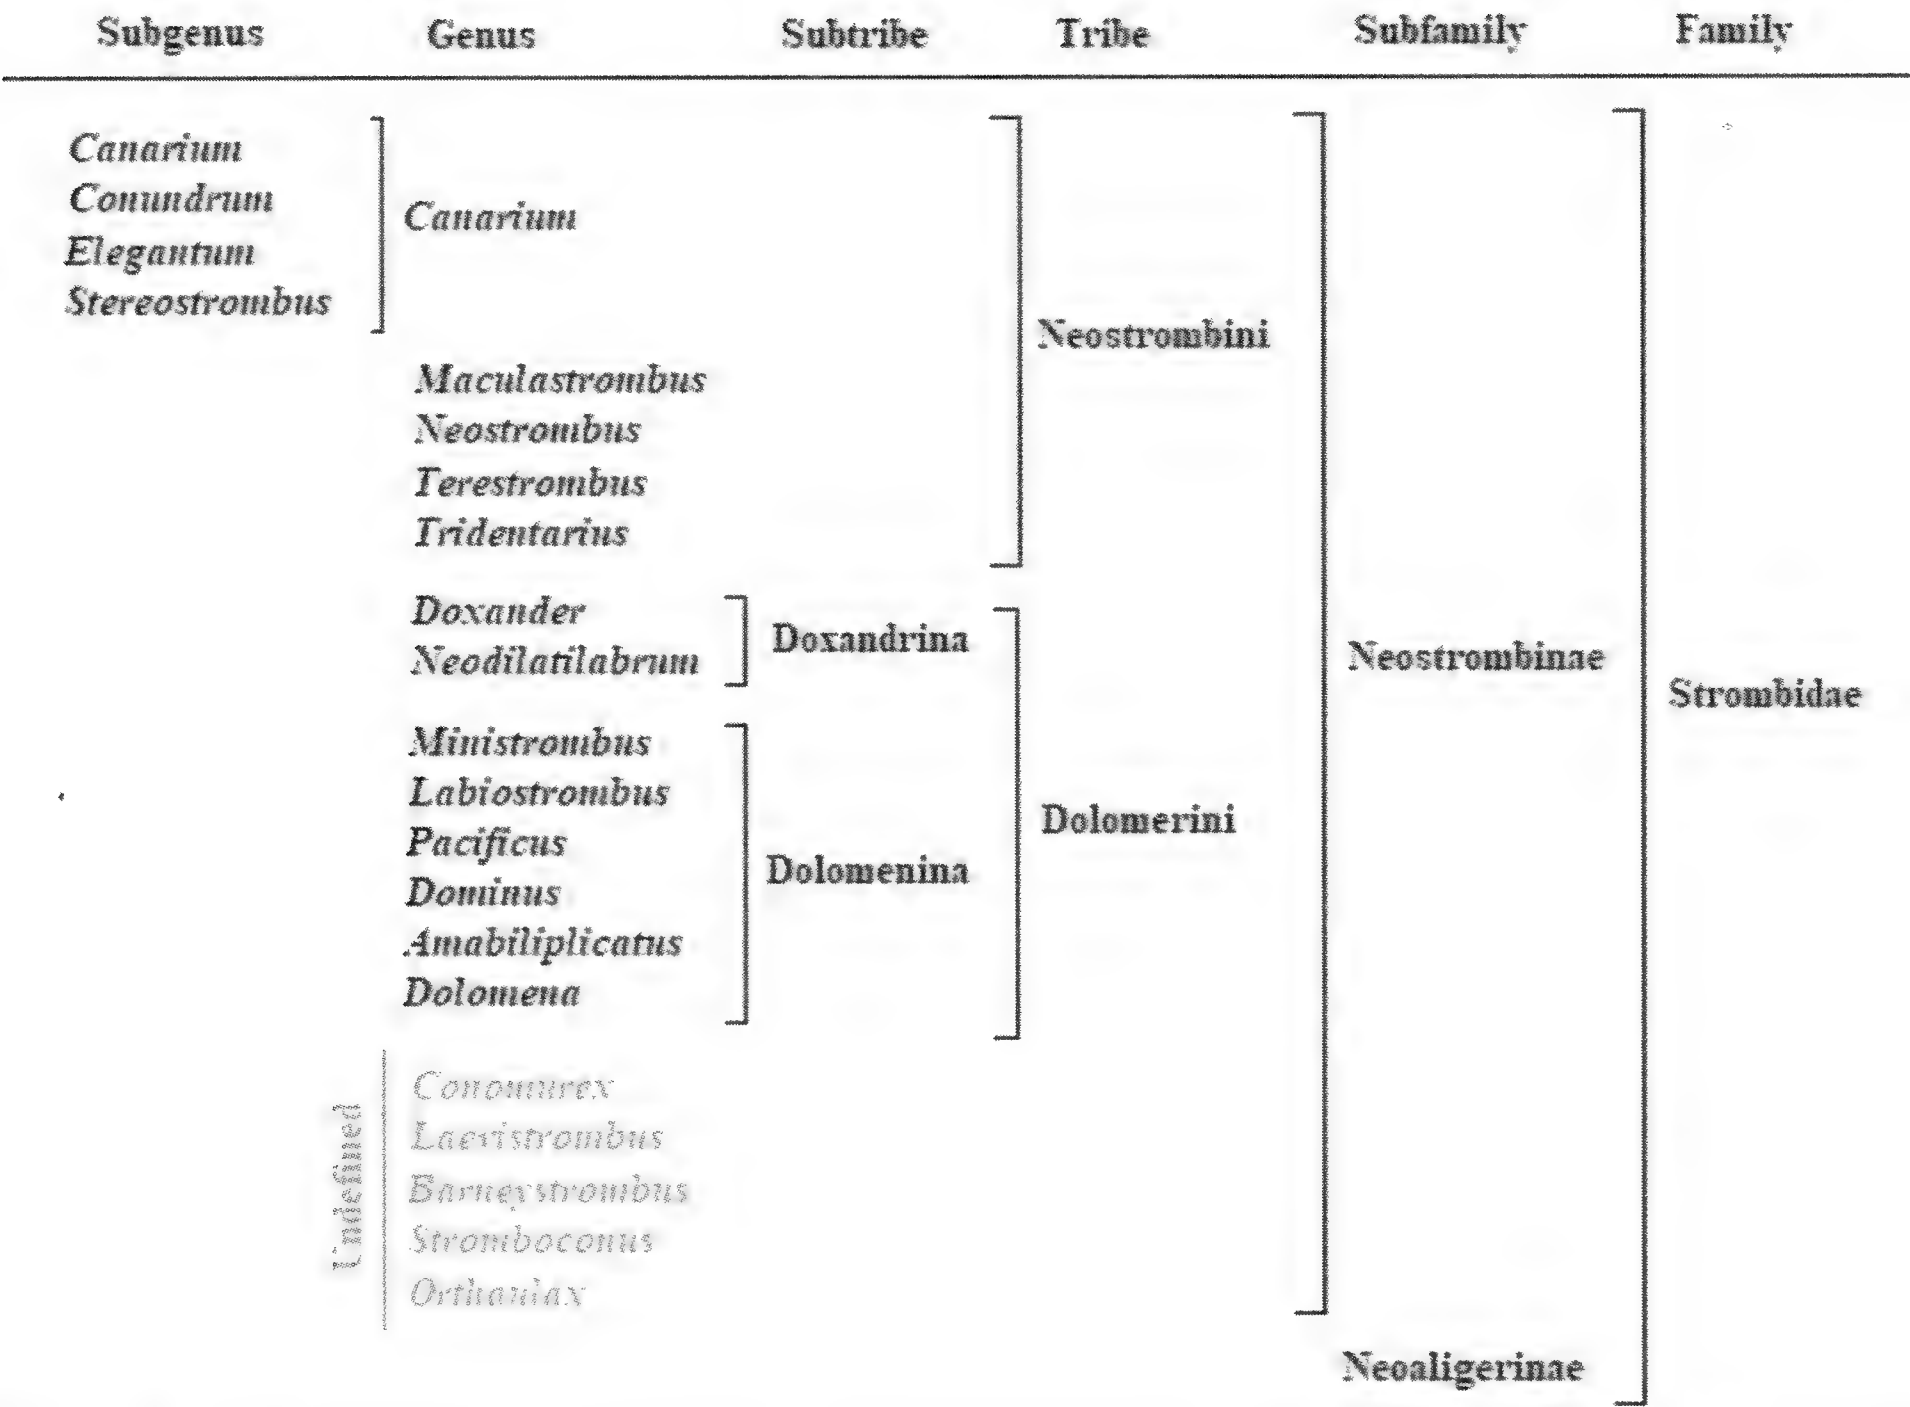 Subgenus Genus Subtribe Tribe Subfamily Family
Canarium
Conundrum
Elegantum
Stereostrombus
Canarium
Maculastrombus
Neostrombus
Terestrombus
Tridentarius
Neostrombini
Doxander
Neodilatilabrum
Doxandrina
Ministrombus
Labiostrombus
Pacificus
Dominus
Amabiliplicatus
Dolomena
Dolomenina
Dolomerini
Undefined
Conomurex
Laevistrombus
Barneystrombus
Stromboconus
Orthaulax
Neostrombinae
Neoaligerinae
Strombidae